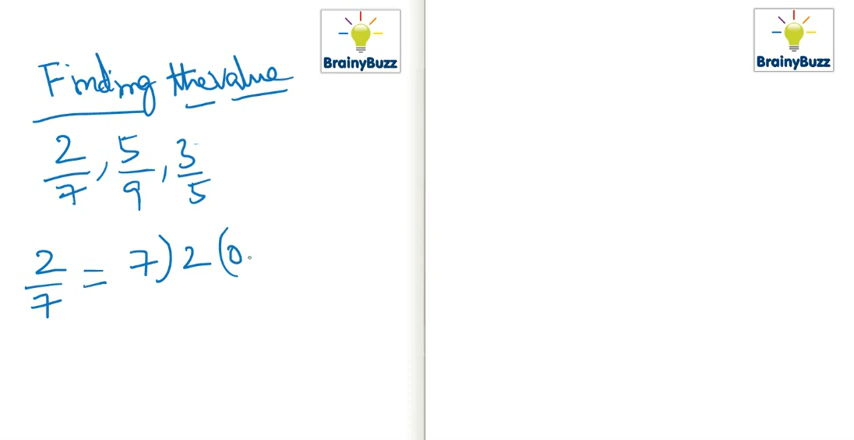 BrainyBuzz
BrainyBuzz
Finding the value
2/7, 5/9, 3/5
2/7 = 7)2(0.